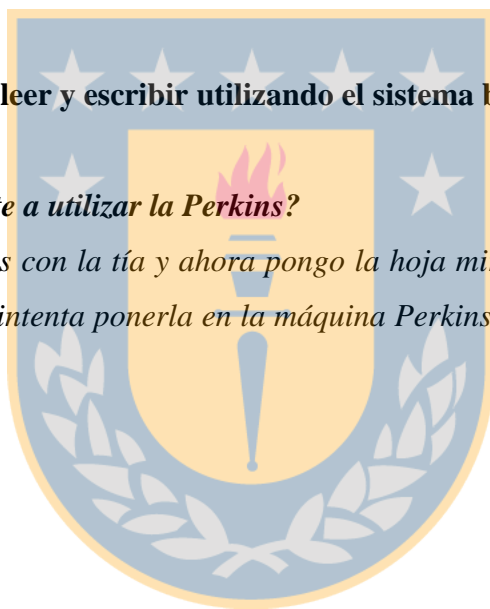 leer y escribir utilizando el sistema
a utilizar la Perkins?
con la tía y ahora pongo la hoja
intenta ponerla en la máquina Perkins